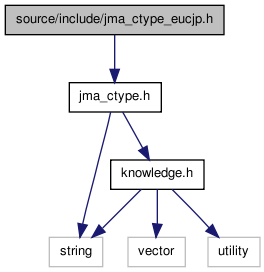 source/include/jma_ctype_eucjp.h
jma_ctype.h
knowledge.h
string
vector
utility